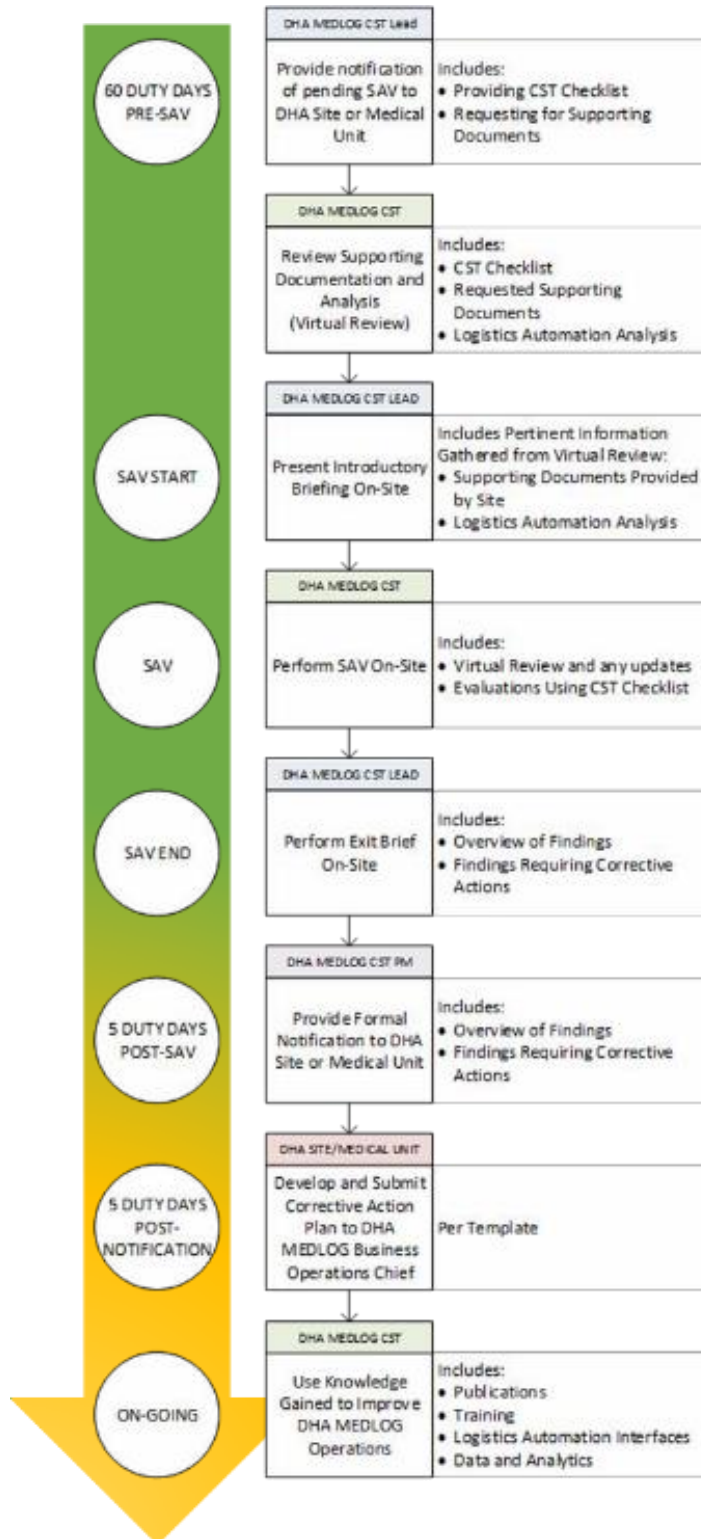 60 DUTY DAYS
PRE-SAV
DHA MEDLOG CST Lead
Provide notification
of pending SAV to
DHA Site or Medical
Unit
Includes:
• Providing CST Checklist
• Requesting for Supporting
Documents
DHA MEDLOG CST
Review Supporting
Documentation and
Analysis
(Virtual Review)
Includes:
• CST Checklist
• Requested Supporting
Documents
• Logistics Automation Analysis
SAV START
DHA MEDLOG CST LEAD
Present Introductory
Briefing On-Site
Includes Pertinent Information
Gathered from Virtual Review:
• Supporting Documents Provided
by Site
• Logistics Automation Analysis
SAV
DHA MEDLOG CST
Perform SAV On-Site
Includes:
• Virtual Review and any updates
• Evaluations Using CST Checklist
SAV END
DHA MEDLOG CST LEAD
Perform Exit Brief
On-Site
Includes:
• Overview of Findings
• Findings Requiring Corrective
Actions
5 DUTY DAYS
POST-SAV
DHA MEDLOG CST PM
Provide Formal
Notification to DHA
Site or Medical Unit
Includes:
• Overview of Findings
• Findings Requiring Corrective
Actions
5 DUTY DAYS
POST-
NOTIFICATION
DHA SITE/MEDICAL UNIT
Develop and Submit
Corrective Action
Plan to DHA
MEDLOG Business
Operations Chief
Per Template
ON-GOING
DHA MEDLOG CST
Use Knowledge
Gained to Improve
DHA MEDLOG
Operations
Includes:
• Publications
• Training
• Logistics Automation Interfaces
• Data and Analytics